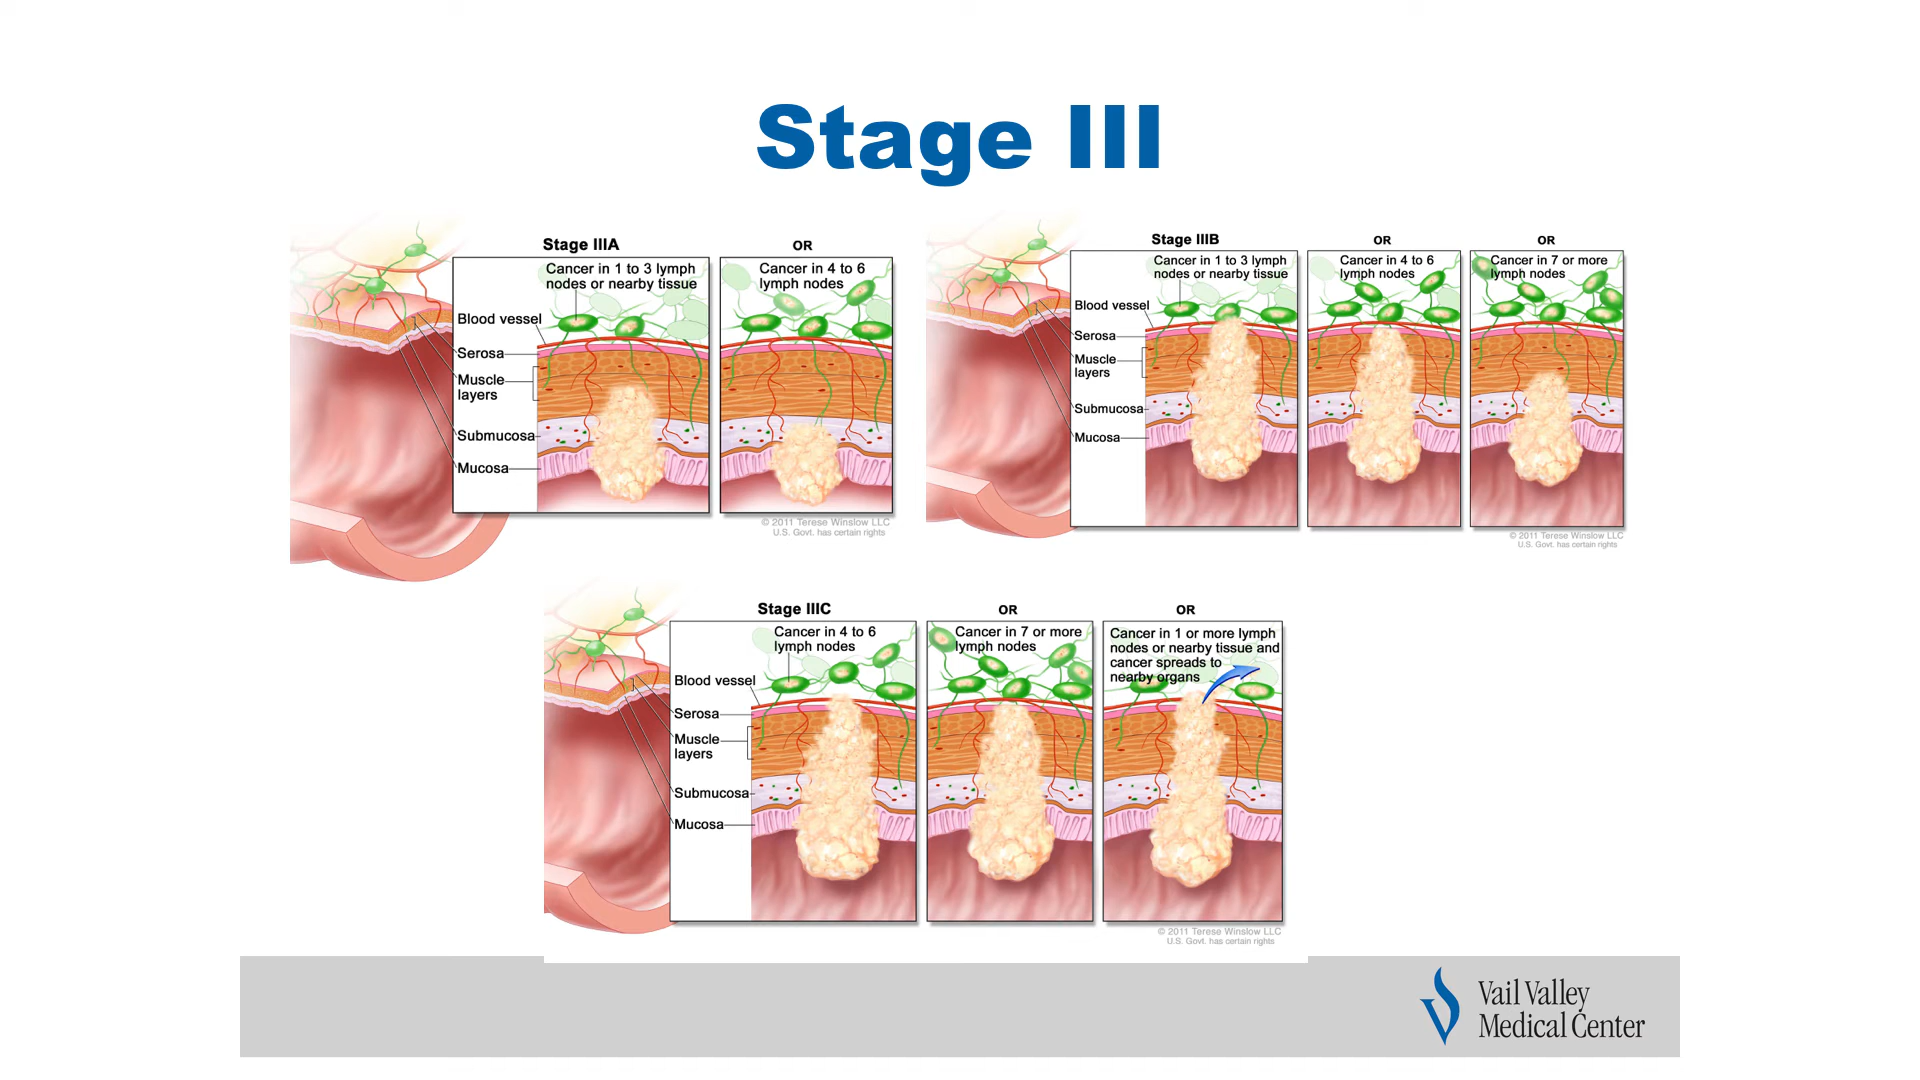 Stage III
Stage IIIA
OR
Cancer in 1 to 3 lymph
nodes or nearby tissue
Cancer in 4 to 6
lymph nodes
Blood vessel
Serosa
Muscle
layers
Submucosa
Mucosa
© 2011 Terese Winslow LLC
U.S. Govt. has certain rights
Stage IIIB
OR
OR
Cancer in 1 to 3 lymph
nodes or nearby tissue
Cancer in 4 to 6
lymph nodes
Cancer in 7 or more
lymph nodes
Blood vessel
Serosa
Muscle
layers
Submucosa
Mucosa
© 2011 Terese Winslow LLC
U.S. Govt. has certain rights
Stage IIIC
OR
OR
Cancer in 4 to 6
lymph nodes
Cancer in 7 or more
lymph nodes
Cancer in 1 or more lymph
nodes or nearby tissue and
cancer spreads to
nearby organs
Blood vessel
Serosa
Muscle
layers
Submucosa
Mucosa
© 2011 Terese Winslow LLC
U.S. Govt. has certain rights
Vail Valley
Medical Center